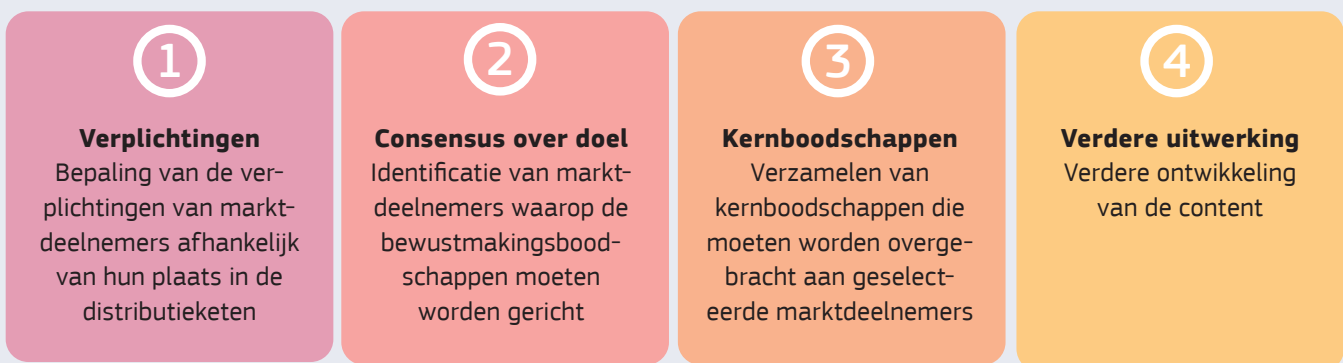 1
Verplichtingen
Bepaling van de ver-
plichtingen van markt-
deelnemers afhankelijk
van hun plaats in de
distributieketen
2
Consensus over doel
Identificatie van markt-
deelnemers waarop de
bewustmakingsbood-
schappen moeten
worden gericht
3
Kernboodschappen
Verzamelen van
kernboodschappen die
moeten worden overge-
bracht aan geselect-
eerde marktdeelnemers
4
Verdere uitwerking
Verdere ontwikkeling
van de content